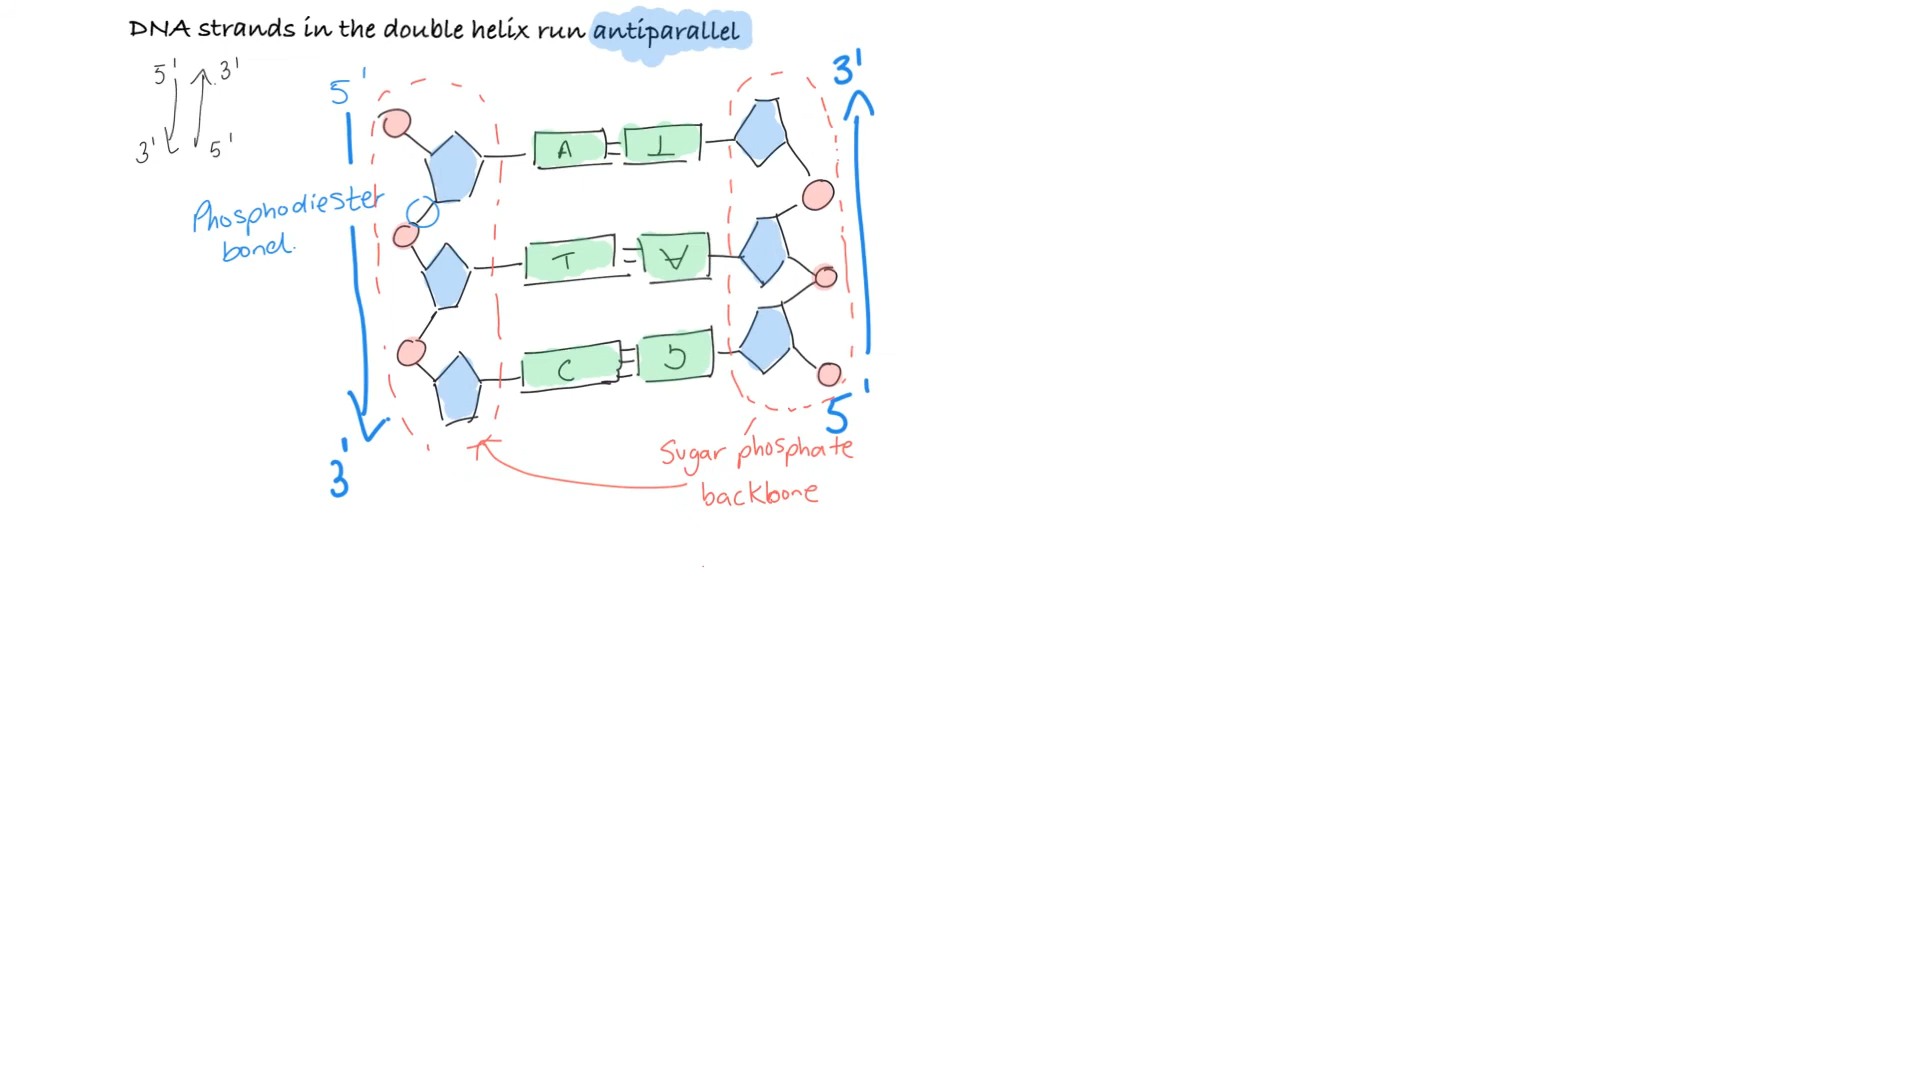 DNA strands in the double helix run antiparallel
5' 3'
3' 5'
5' 3'
Phosphodiester
bond.
A T
T A
C G
3' 5'
Sugar phosphate
backbone